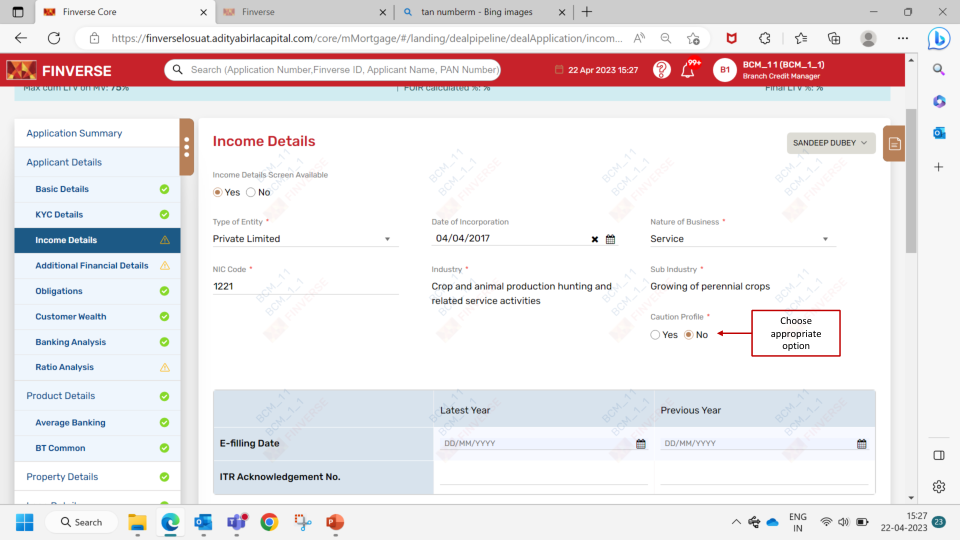 Finverse Core
Finverse
tan numberm - Bing images
https://finverselosuat.adityabirlacapital.com/core/mMortgage/#/landing/dealpipeline/dealApplication/incom...
FINVERSE
Search (Application Number,Finverse ID, Applicant Name, PAN Number)
22 Apr 2023 15:27
99+
B1
BCM_11 (BCM_1_1)
Branch Credit Manager
Max cum LTV on MV: 75%
FOIR calculated %: %
Final LTV %: %
Application Summary
Applicant Details
Basic Details
KYC Details
Income Details
Additional Financial Details
Obligations
Customer Wealth
Banking Analysis
Ratio Analysis
Product Details
Average Banking
BT Common
Property Details
Income Details
SANDEEP DUBEY
Income Details Screen Available
Yes No
Type of Entity *
Private Limited
Date of Incorporation
04/04/2017
Nature of Business *
Service
NIC Code *
1221
Industry *
Crop and animal production hunting and
related service activities
Sub Industry *
Growing of perennial crops
Caution Profile *
Yes No
Choose
appropriate
option
Latest Year
Previous Year
E-filling Date
DD/MM/YYYY
DD/MM/YYYY
ITR Acknowledgement No.
BCM_11
BCM_1_1
FINVERSE
Search
ENG
IN
15:27
22-04-2023
23